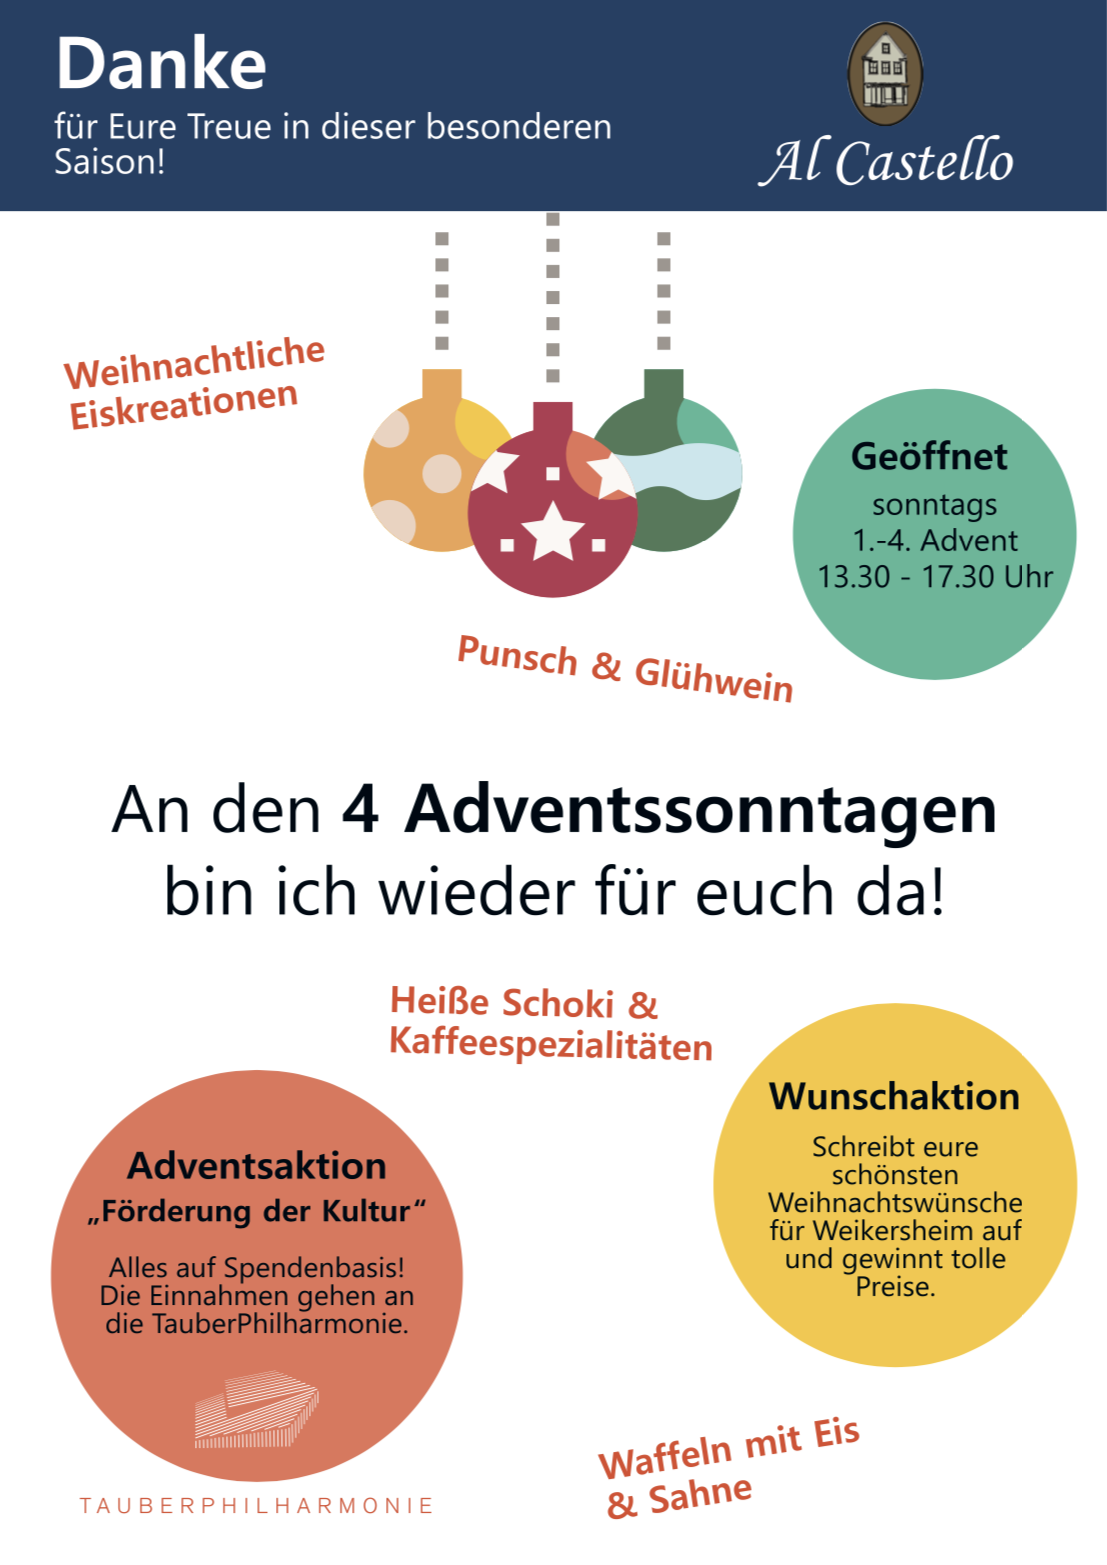 Danke
für Eure Treue in dieser besonderen
Saison!
Al Castello
Weihnachtliche
Eiskreationen
Geöffnet
sonntags
1.-4. Advent
13.30 - 17.30 Uhr
Punsch & Glühwein
An den 4 Adventssonntagen
bin ich wieder für euch da!
Heiße Schoki &
Kaffeespezialitäten
Wunschaktion
Schreibt eure
schönsten
Weihnachtswünsche
für Weikersheim auf
und gewinnt tolle
Preise.
Adventsaktion
„Förderung der Kultur“
Alles auf Spendenbasis!
Die Einnahmen gehen an
die TauberPhilharmonie.
TAUBERPHILHARMONIE
Waffeln mit Eis
& Sahne